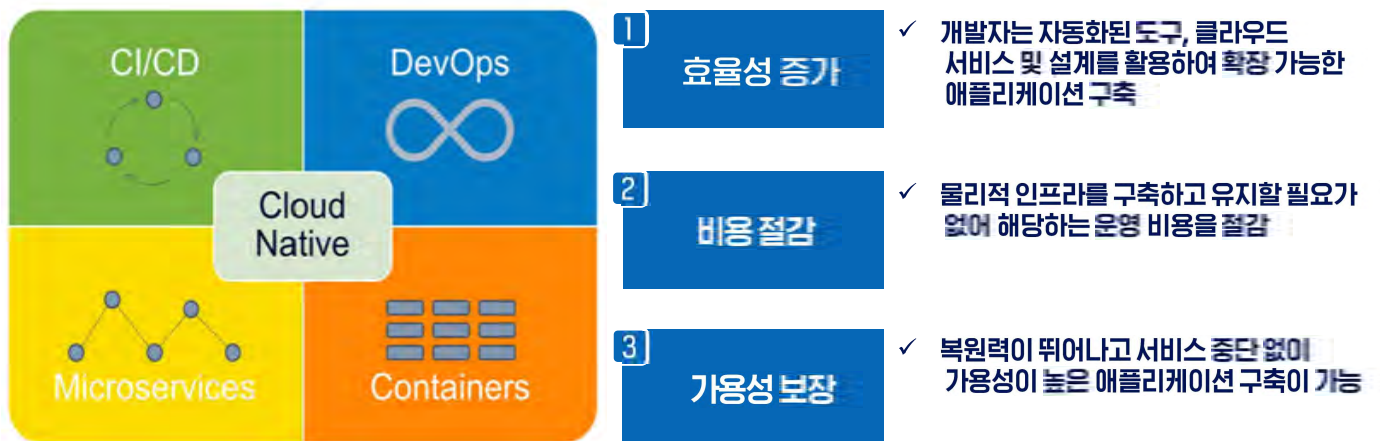 CI/CD
DevOps
Cloud
Native
Microservices
Containers
1
효율성 증가
✓ 개발자는 자동화된 도구, 클라우드
서비스 및 설계를 활용하여 확장 가능한
애플리케이션 구축
2
비용 절감
✓ 물리적 인프라를 구축하고 유지할 필요가
없어 해당하는 운영 비용을 절감
3
가용성 보장
✓ 복원력이 뛰어나고 서비스 중단 없이
가용성이 높은 애플리케이션 구축이 가능